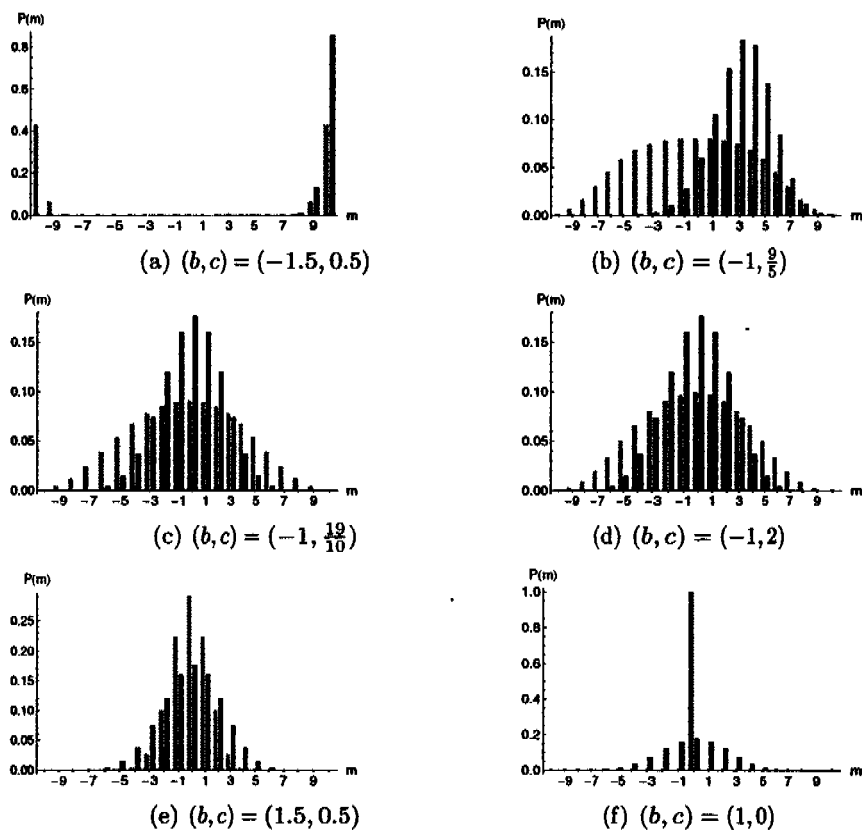 P(m)
0.8
0.6
0.4
0.2
0.0
-9 -7 -5 -3 -1 1 3 5 7 9 m
(a) (b, c) = (−1.5, 0.5)
P(m)
0.15
0.10
0.05
0.00
-9 -7 -5 -3 -1 1 3 5 7 9 m
(b) (b, c) = (−1, 9/5)
P(m)
0.15
0.10
0.05
0.00
-9 -7 -5 -3 -1 1 3 5 7 9 m
(c) (b, c) = (−1, 19/10)
P(m)
0.15
0.10
0.05
0.00
-9 -7 -5 -3 -1 1 3 5 7 9 m
(d) (b, c) = (−1, 2)
P(m)
0.25
0.20
0.15
0.10
0.05
0.00
-9 -7 -5 -3 -1 1 3 5 7 9 m
(e) (b, c) = (1.5, 0.5)
P(m)
1.0
0.8
0.6
0.4
0.2
0.0
-9 -7 -5 -3 -1 1 3 5 7 9 m
(f) (b, c) = (1, 0)